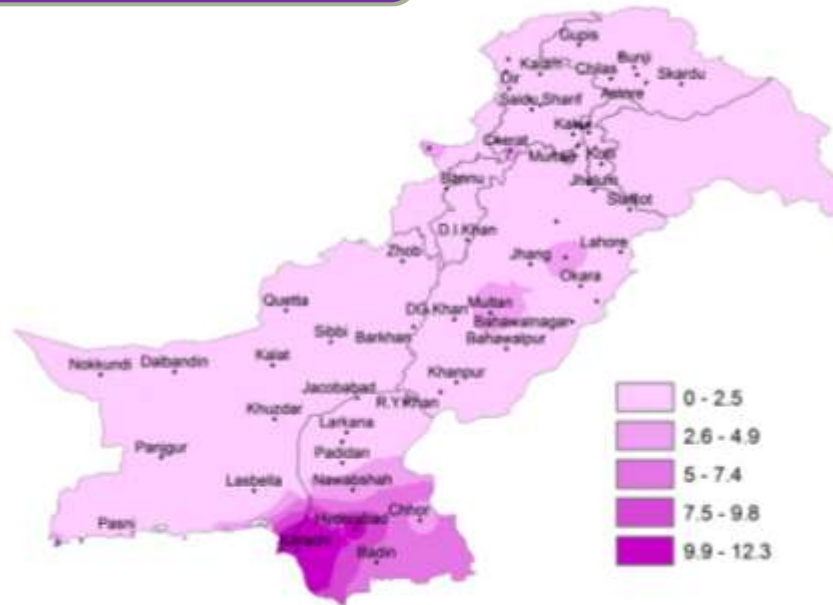 Gupis
Kalam
Bunji
Chilas
Skardu
Dir
Astore
Saidu Sharif
Cherat
Murree
Kotli
Bannu
Jhelum
Sialkot
D.I.Khan
Zhob
Lahore
Jhang
Okara
Quetta
Multan
DG.Khan
Bahawalnagar
Sibbi
Barkhan
Bahawalpur
Nokkundi
Dalbandin
Kalat
Khanpur
Jacobabad
R.Y.Khan
0 - 2.5
Khuzdar
Larkana
2.6 - 4.9
Panjgur
Padidan
5 - 7.4
Lasbella
Nawabshah
7.5 - 9.8
Chhor
Pasni
Hyderabad
Karachi
9.9 - 12.3
Badin